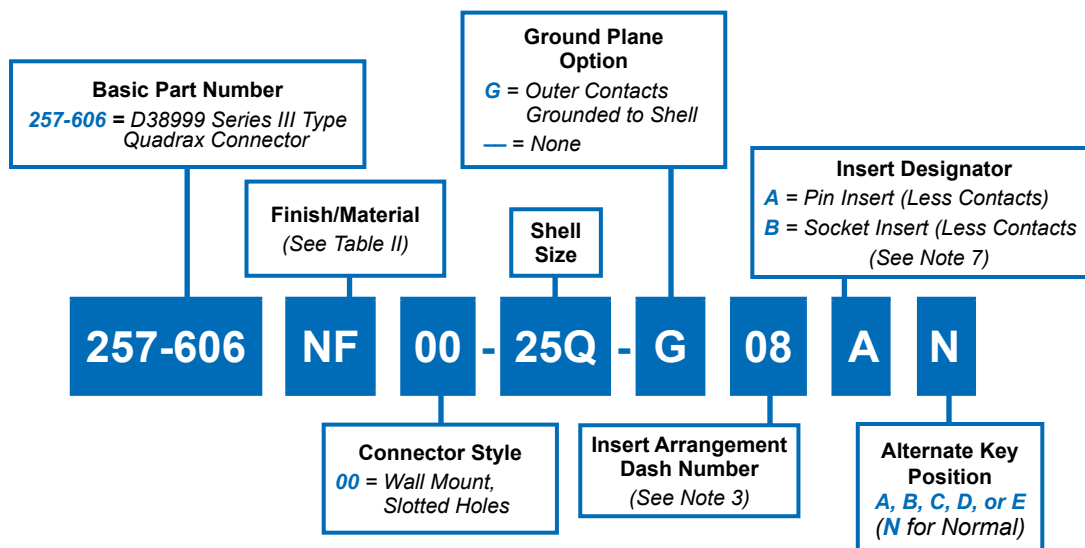 Basic Part Number
257-606 = D38999 Series III Type
Quadrax Connector
Finish/Material
(See Table II)
Ground Plane
Option
G = Outer Contacts
Grounded to Shell
— = None
Shell
Size
Insert Designator
A = Pin Insert (Less Contacts)
B = Socket Insert (Less Contacts
(See Note 7)
257-606 NF 00 - 25Q - G 08 A N
Connector Style
00 = Wall Mount,
Slotted Holes
Insert Arrangement
Dash Number
(See Note 3)
Alternate Key
Position
A, B, C, D, or E
(N for Normal)